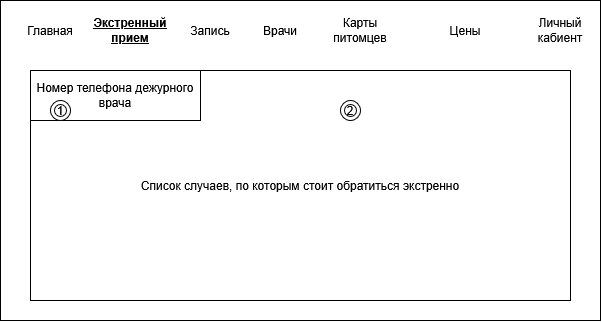 Главная
Экстренный
прием
Запись
Врачи
Карты
питомцев
Цены
Личный
кабиент
Номер телефона дежурного
врача
1
2
Список случаев, по которым стоит обратиться экстренно